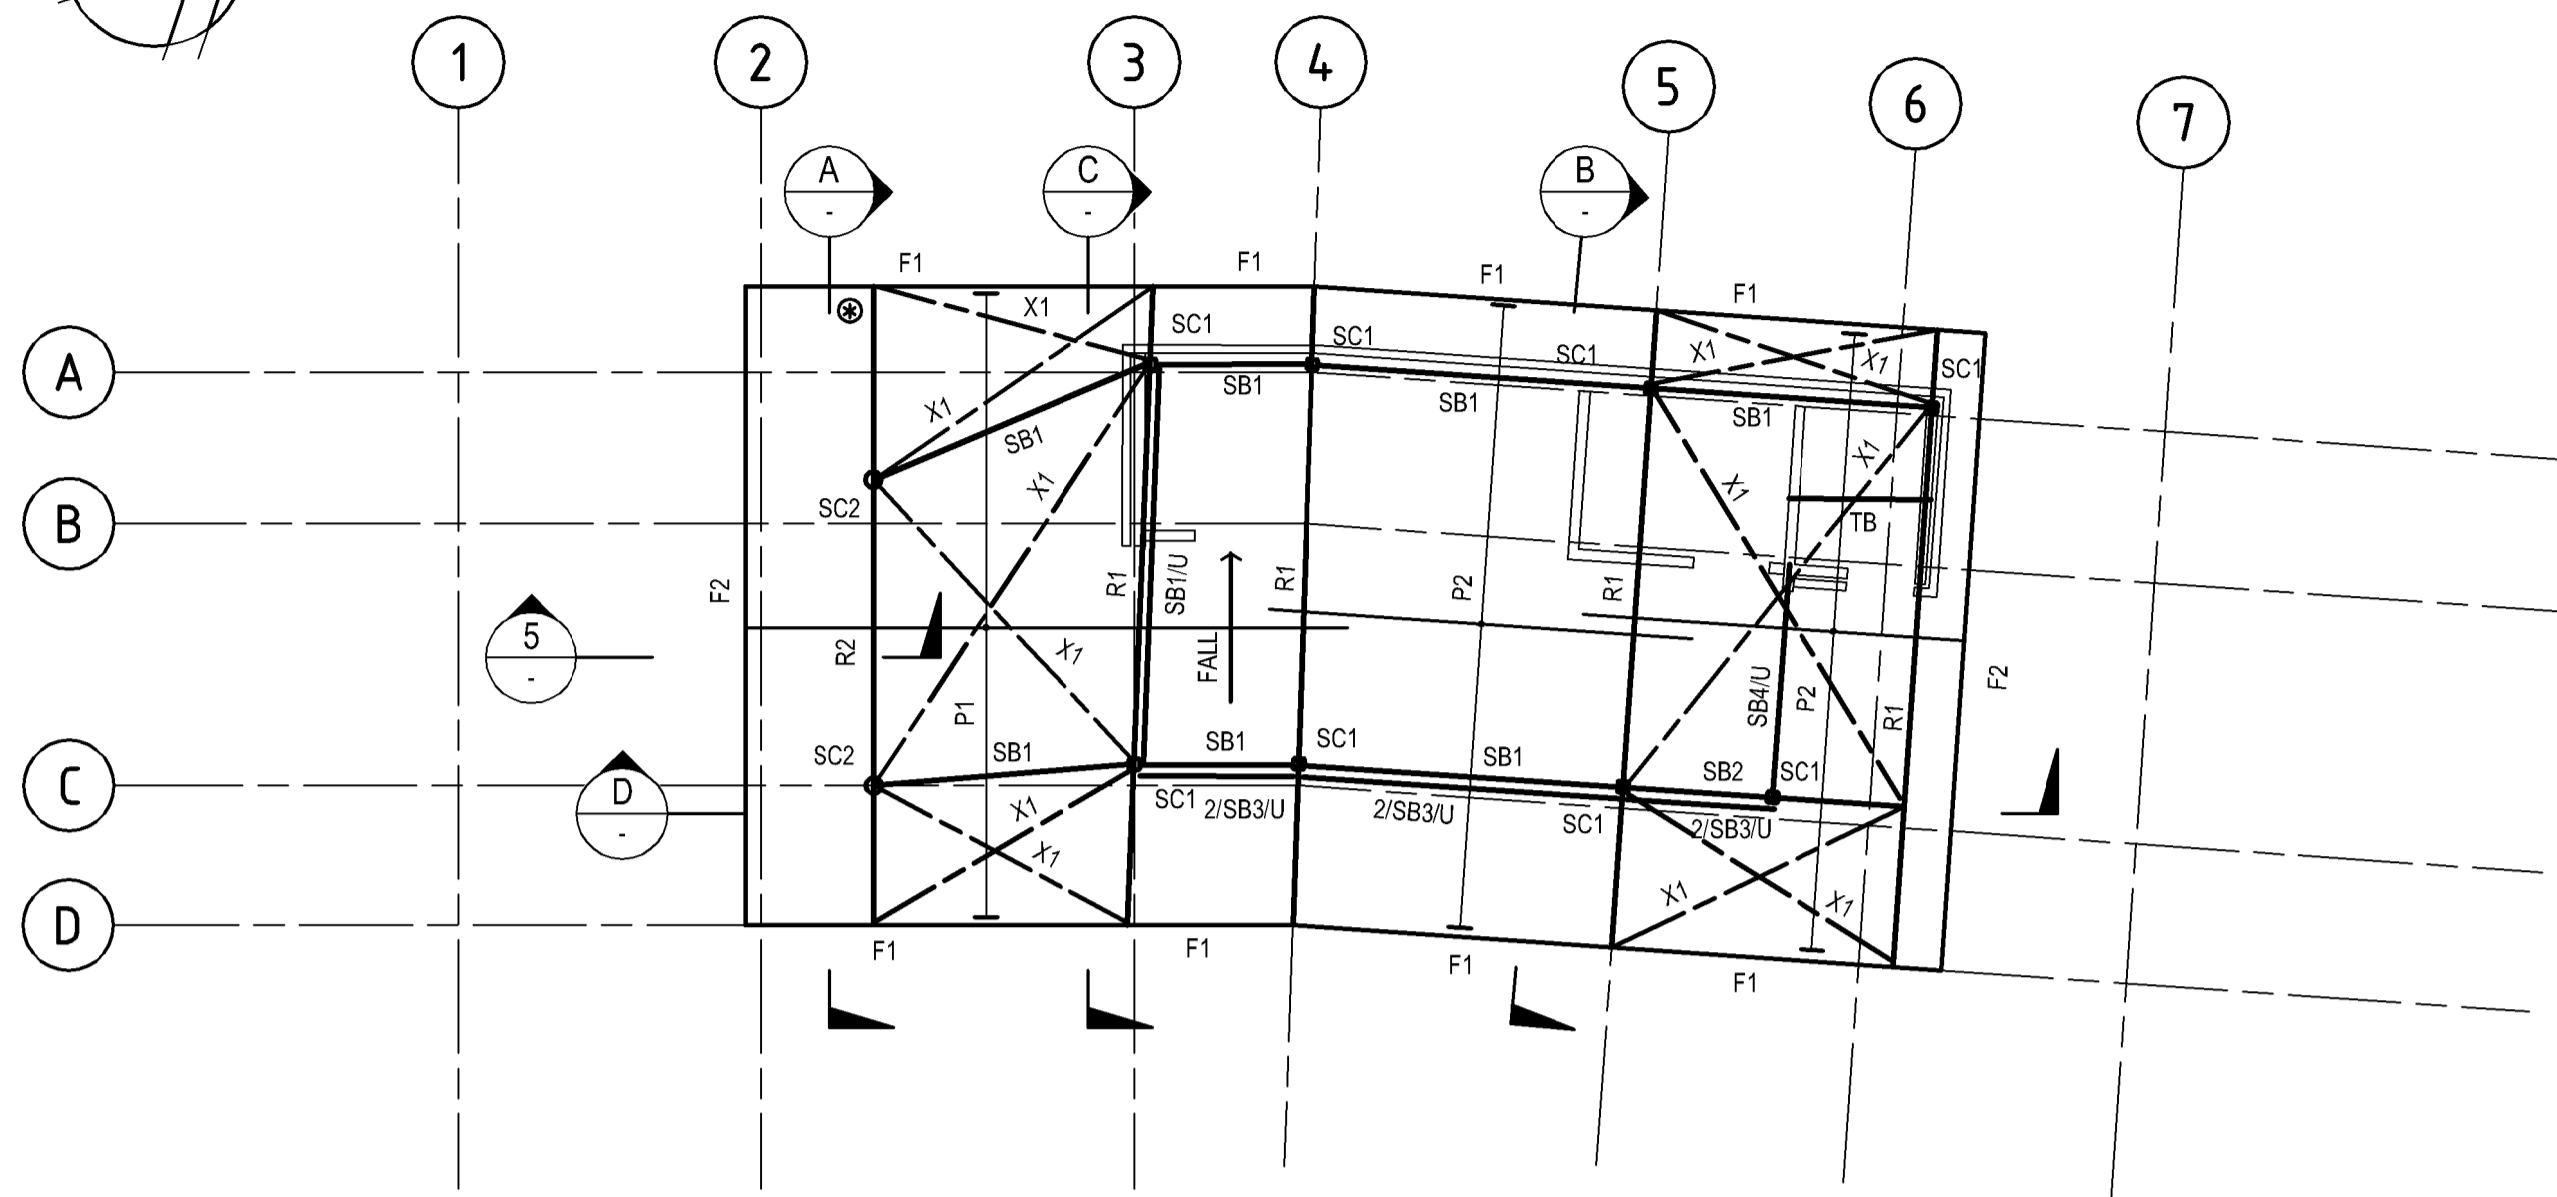 1
2
3
4
5
6
7
A
-
C
-
B
-
F1
F1
F1
F1
X1
SC1
SC1
SC1
X1
X1
SC1
A
SB1
SB1
SB1
X1
SB1
X1
X1
X1
SC2
TB
B
F2
R1
SB1/U
R1
P2
R1
5
-
R2
X1
FALL
F2
P1
SB4/U
P2
R1
SC2
SB1
SB1
SC1
SB1
SB2
SC1
C
D
-
X1
SC1
2/SB3/U
2/SB3/U
SC1
2/SB3/U
X1
X1
X1
D
F1
F1
F1
F1